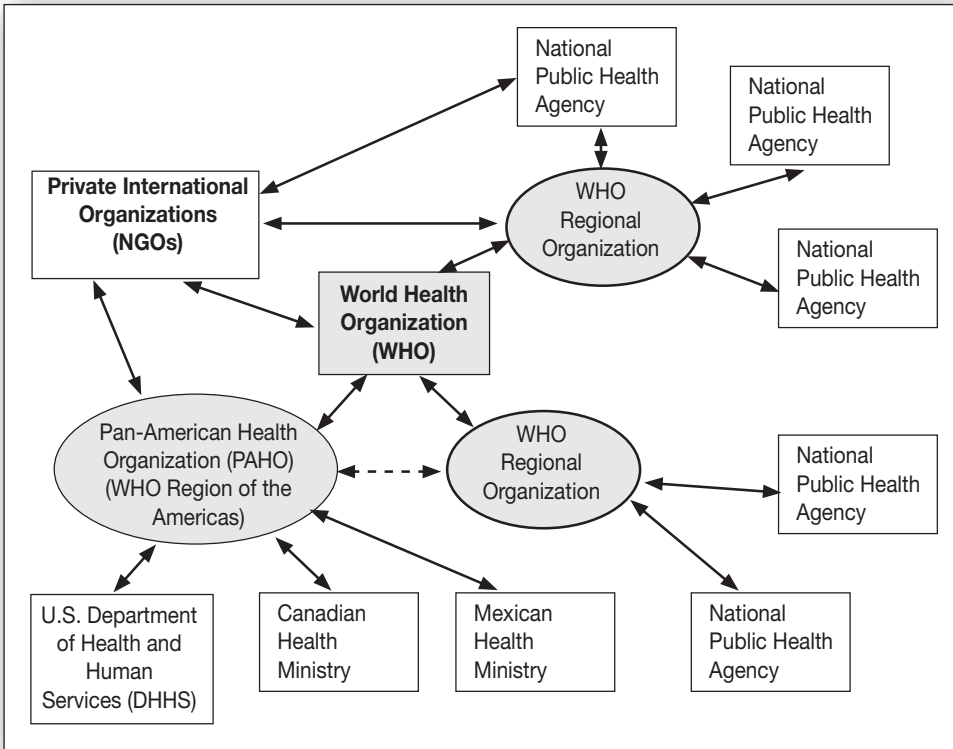 National
Public Health
Agency
National
Public Health
Agency
Private International
Organizations
(NGOs)
WHO
Regional
Organization
National
Public Health
Agency
World Health
Organization
(WHO)
Pan-American Health
Organization (PAHO)
(WHO Region of the
Americas)
WHO
Regional
Organization
National
Public Health
Agency
U.S. Department
of Health and
Human
Services (DHHS)
Canadian
Health
Ministry
Mexican
Health
Ministry
National
Public Health
Agency